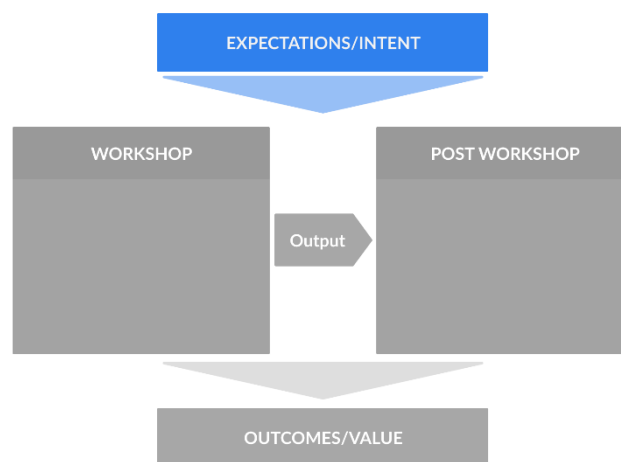 EXPECTATIONS/INTENT
WORKSHOP
POST WORKSHOP
Output
OUTCOMES/VALUE